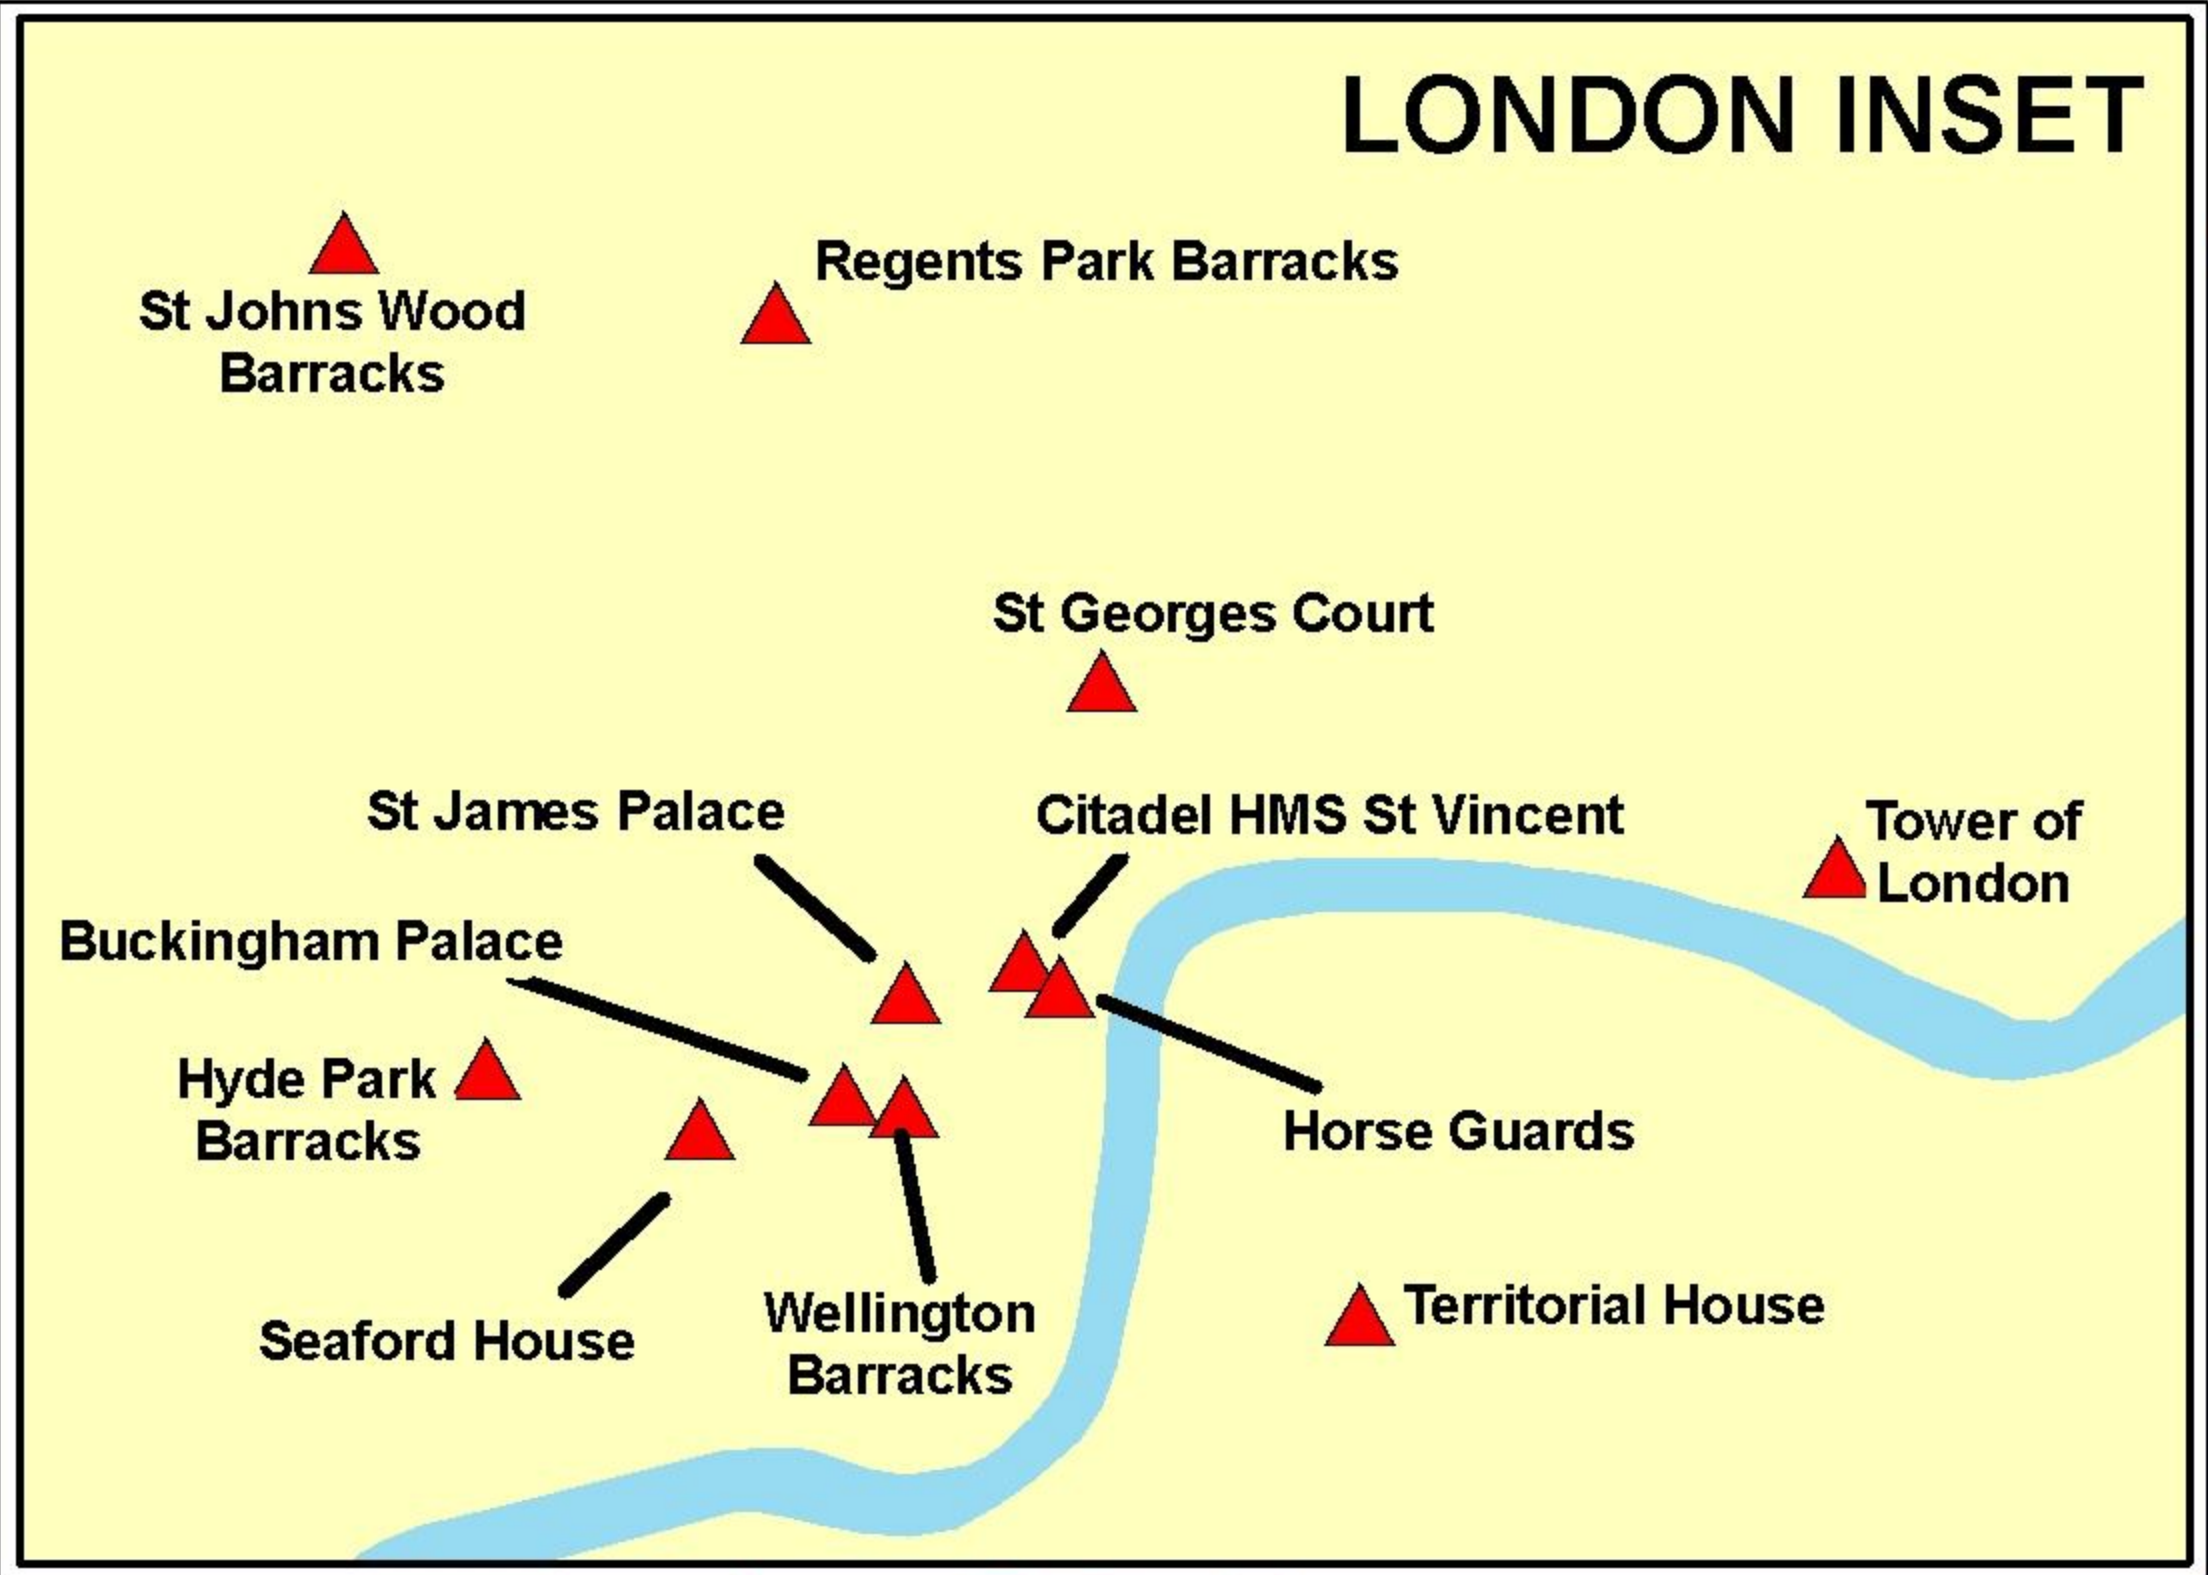 LONDON INSET
Regents Park Barracks
St Johns Wood
Barracks
St Georges Court
St James Palace
Citadel HMS St Vincent
Tower of
London
Buckingham Palace
Hyde Park
Barracks
Horse Guards
Seaford House
Wellington
Barracks
Territorial House